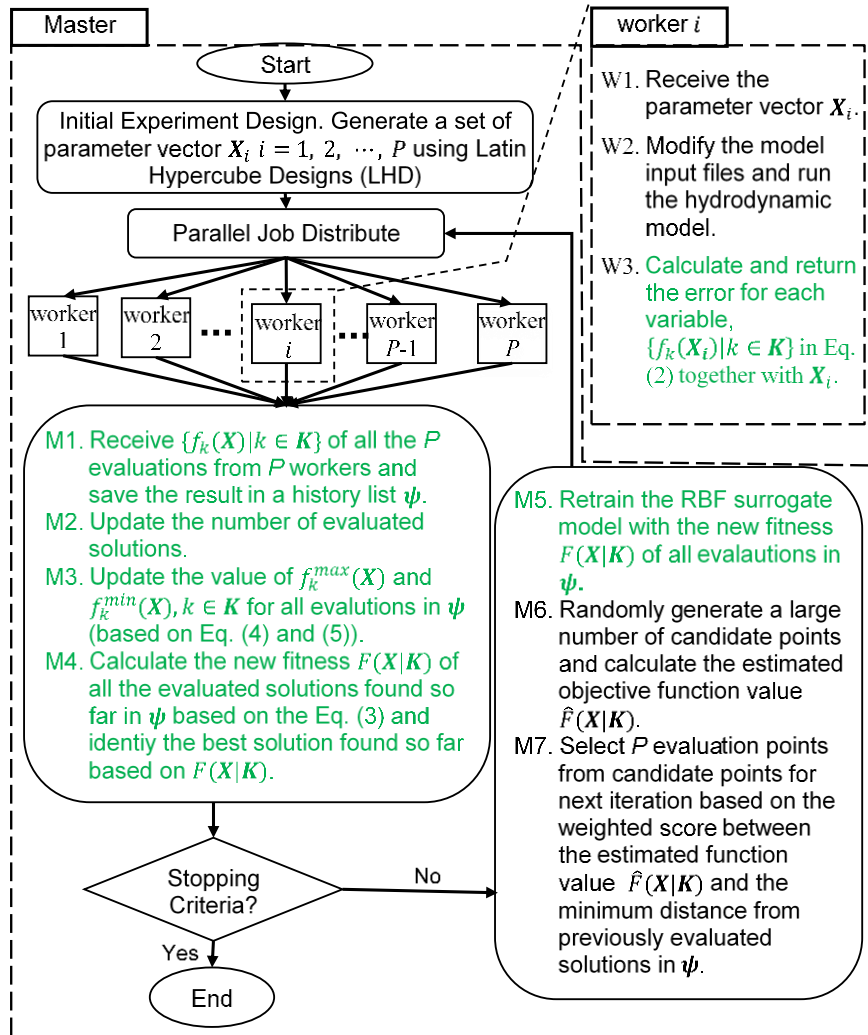 Master
Start
Initial Experiment Design. Generate a set of
parameter vector X_i i = 1, 2, ⋯, P using Latin
Hypercube Designs (LHD)
Parallel Job Distribute
worker
1
worker
2
▪▪▪
worker
i
▪▪▪
worker
P-1
worker
P
M1. Receive {f_k(X)|k ∈ K} of all the P
evaluations from P workers and
save the result in a history list ψ.
M2. Update the number of evaluated
solutions.
M3. Update the value of f_k^max(X) and
f_k^min(X), k ∈ K for all evalutions in ψ
(based on Eq. (4) and (5)).
M4. Calculate the new fitness F(X|K) of
all the evaluated solutions found so
far in ψ based on the Eq. (3) and
identiy the best solution found so far
based on F(X|K).
Stopping
Criteria?
No
Yes
End
M5. Retrain the RBF surrogate
model with the new fitness
F(X|K) of all evalautions in
ψ.
M6. Randomly generate a large
number of candidate points
and calculate the estimated
objective function value
F̂(X|K).
M7. Select P evaluation points
from candidate points for
next iteration based on the
weighted score between
the estimated function
value F̂(X|K) and the
minimum distance from
previously evaluated
solutions in ψ.
worker i
W1. Receive the
parameter vector X_i.
W2. Modify the model
input files and run
the hydrodynamic
model.
W3. Calculate and return
the error for each
variable,
{f_k(X_i)|k ∈ K} in Eq.
(2) together with X_i.